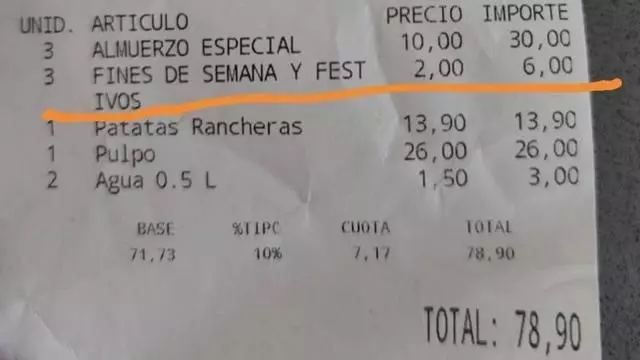 UNID. ARTICULO PRECIO IMPORTE
3 ALMUERZO ESPECIAL 10,00 30,00
3 FINES DE SEMANA Y FEST 2,00 6,00
IVOS
1 Patatas Rancheras 13,90 13,90
1 Pulpo 26,00 26,00
2 Agua 0.5 L 1,50 3,00
BASE %TIPC CUOTA TOTAL
71,73 10% 7,17 78,90
TOTAL: 78,90